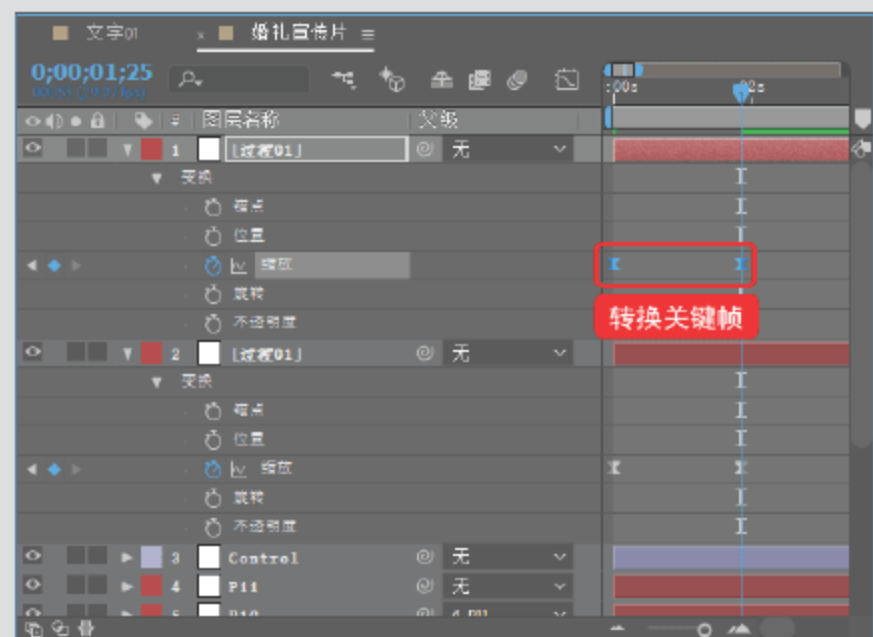 文字01
婚礼宣传片
0;00;01;25
:00s
02s
# 图层名称
父级
1 [过渡01] 无
变换
锚点
位置
缩放
旋转
转换关键帧
不透明度
2 [过渡01] 无
变换
锚点
位置
缩放
旋转
不透明度
3 Control 无
4 P11 无